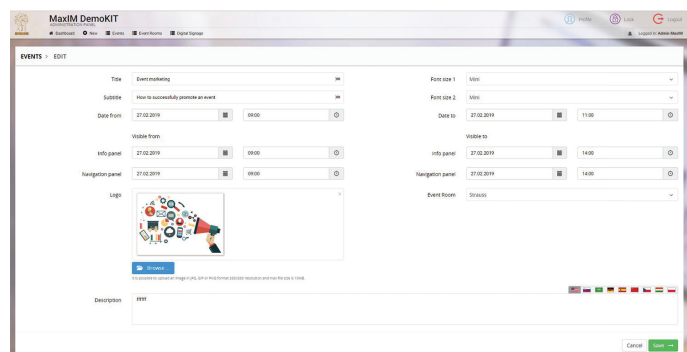 MaxIM DemoKIT
ADMINISTRATION PANEL
Profile
Lock
Logout
Dashboard
New
Events
Event Rooms
Digital Signage
Logged in: Admin MaxIM
EVENTS > EDIT
Title
Event marketing
Font size 1
Mini
Subtitle
How to successfully promote an event
Font size 2
Mini
Date from
27.02.2019
09:00
Date to
27.02.2019
11:00
Visible from
Visible to
Info panel
27.02.2019
09:00
Info panel
27.02.2019
14:00
Navigation panel
27.02.2019
09:00
Navigation panel
27.02.2019
14:00
Logo
Event Room
Strauss
Browse ...
Description
Cancel
Save